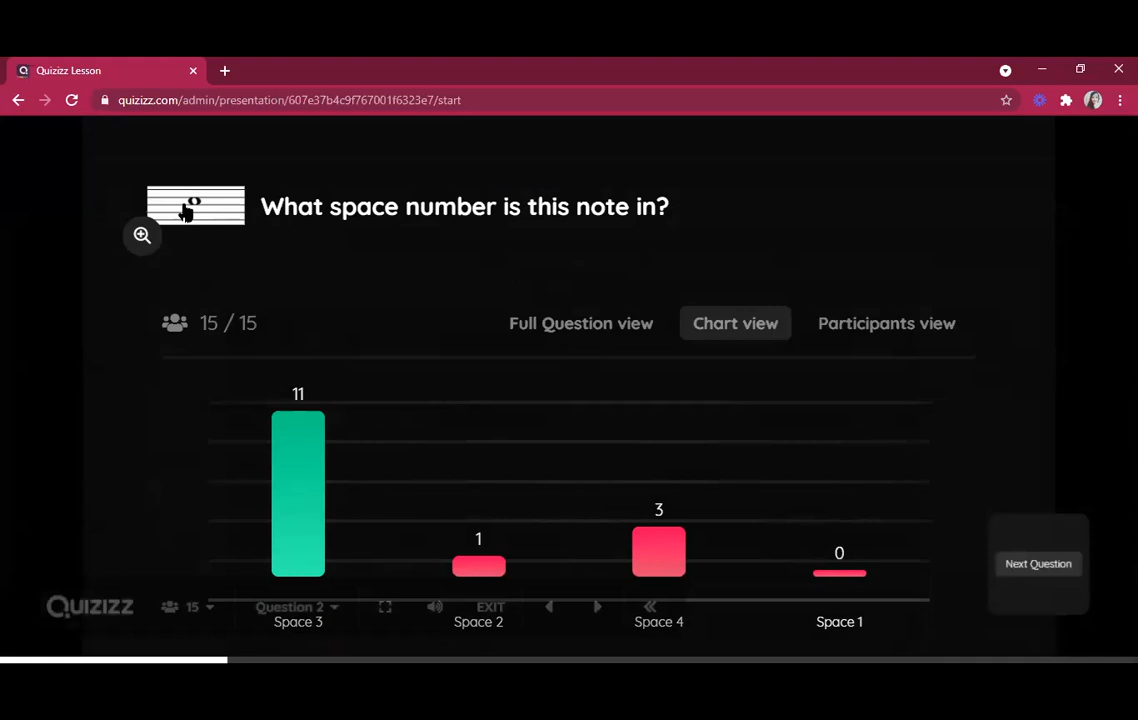 Quizizz Lesson
quizizz.com/admin/presentation/607e37b4c9f767001f6323e7/start
What space number is this note in?
15 / 15
Full Question view
Chart view
Participants view
11
1
3
0
Next Question
QUIZIZZ
15
Question 2
EXIT
Space 3
Space 2
Space 4
Space 1